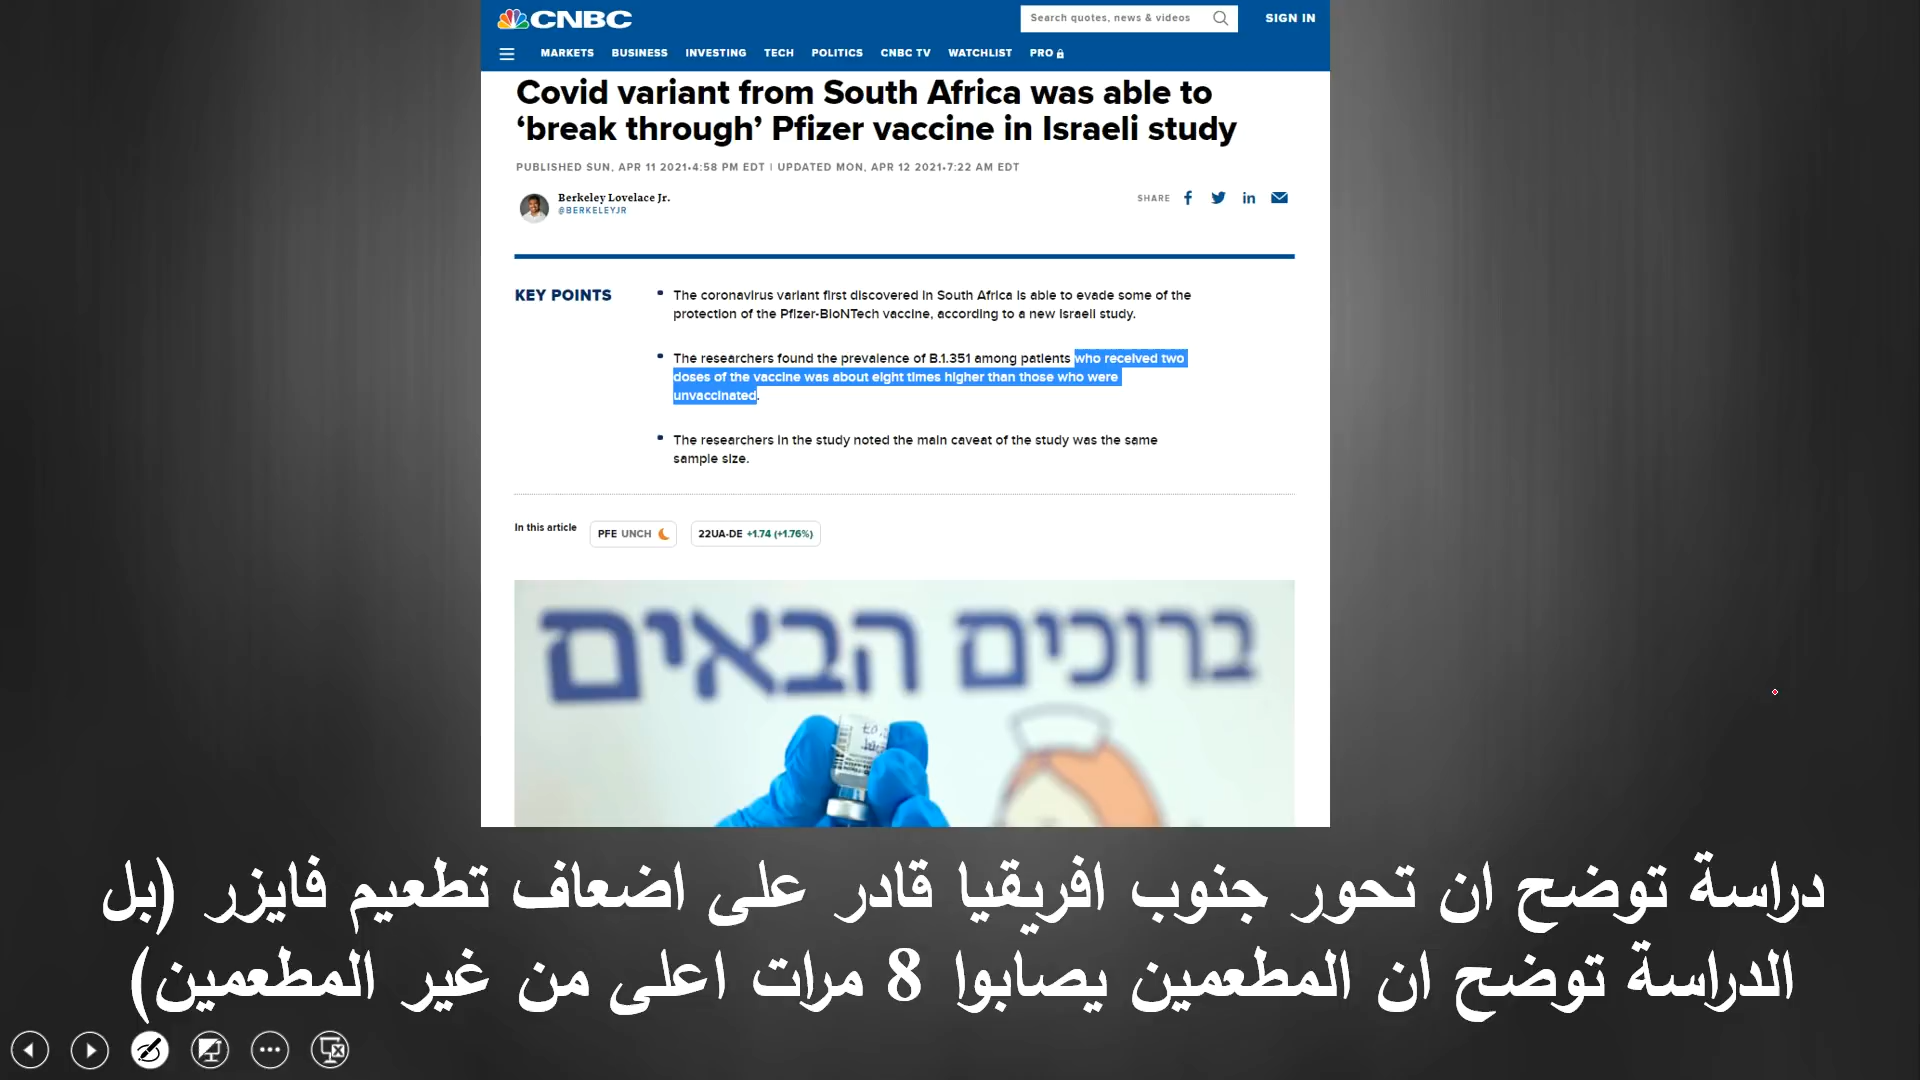 CNBC
Search quotes, news & videos
SIGN IN
MARKETS BUSINESS INVESTING TECH POLITICS CNBC TV WATCHLIST PRO
Covid variant from South Africa was able to
‘break through’ Pfizer vaccine in Israeli study
PUBLISHED SUN, APR 11 2021•4:58 PM EDT | UPDATED MON, APR 12 2021•7:22 AM EDT
Berkeley Lovelace Jr.
@BERKELEYJR
SHARE
KEY POINTS
The coronavirus variant first discovered in South Africa is able to evade some of the
protection of the Pfizer-BioNTech vaccine, according to a new Israeli study.
The researchers found the prevalence of B.1.351 among patients who received two
doses of the vaccine was about eight times higher than those who were
unvaccinated.
The researchers in the study noted the main caveat of the study was the same
sample size.
In this article
PFE UNCH
22UA-DE +1.74 (+1.76%)
ברוכים הבאים
دراسة توضح ان تحور جنوب افريقيا قادر على اضعاف تطعيم فايزر (بل
الدراسة توضح ان المطعمين يصابوا 8 مرات اعلى من غير المطعمين)